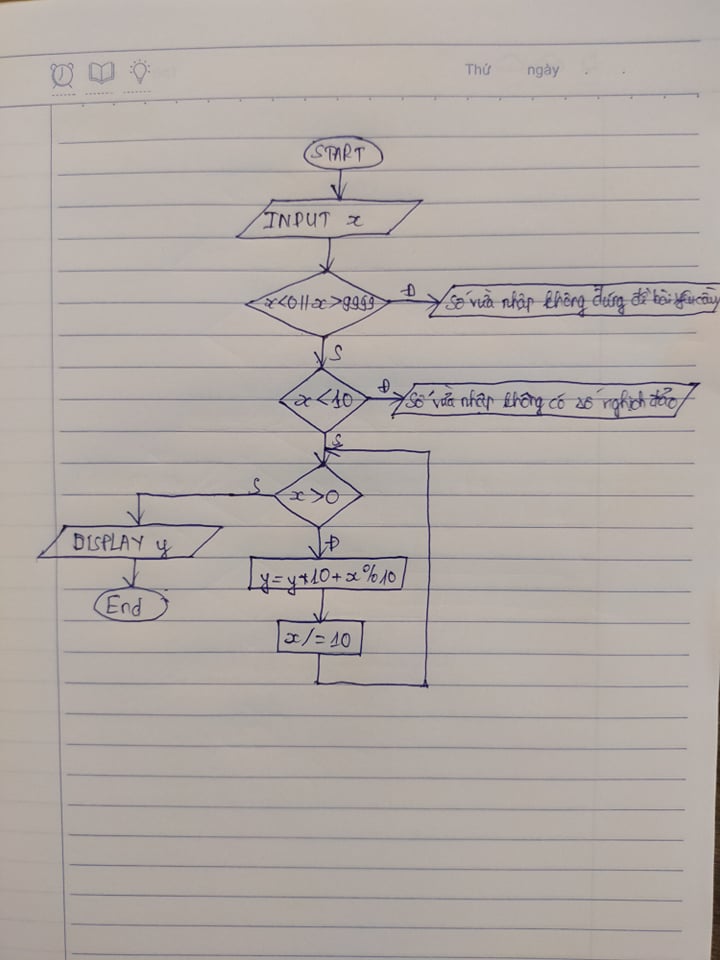 Thứ ngày . .
START
INPUT x
x<0||x>9999
Đ
Số vừa nhập không đúng đề bài yêu cầu
S
x<10
Đ
Số vừa nhập không có số nghịch đảo
S
x>0
S
DISPLAY y
Đ
End
y=y*10+x%10
x/=10